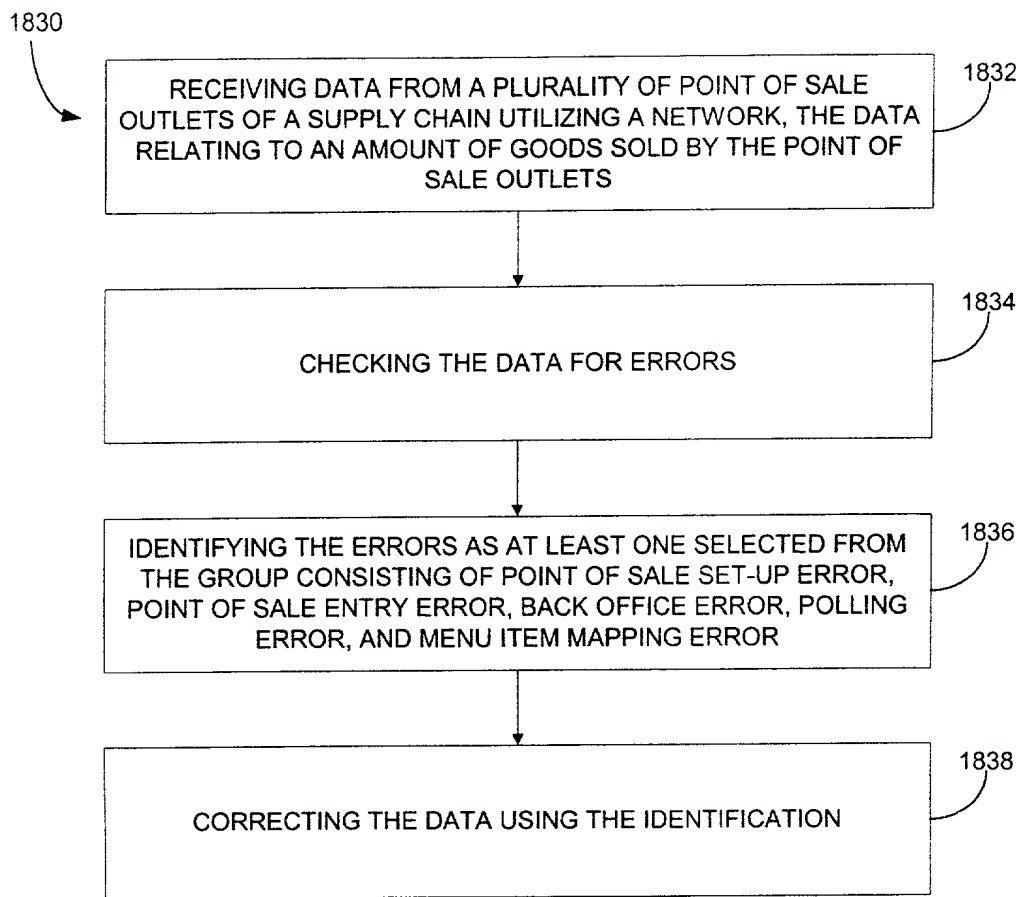 1830
1832
RECEIVING DATA FROM A PLURALITY OF POINT OF SALE
OUTLETS OF A SUPPLY CHAIN UTILIZING A NETWORK, THE DATA
RELATING TO AN AMOUNT OF GOODS SOLD BY THE POINT OF
SALE OUTLETS
1834
CHECKING THE DATA FOR ERRORS
1836
IDENTIFYING THE ERRORS AS AT LEAST ONE SELECTED FROM
THE GROUP CONSISTING OF POINT OF SALE SET-UP ERROR,
POINT OF SALE ENTRY ERROR, BACK OFFICE ERROR, POLLING
ERROR, AND MENU ITEM MAPPING ERROR
1838
CORRECTING THE DATA USING THE IDENTIFICATION